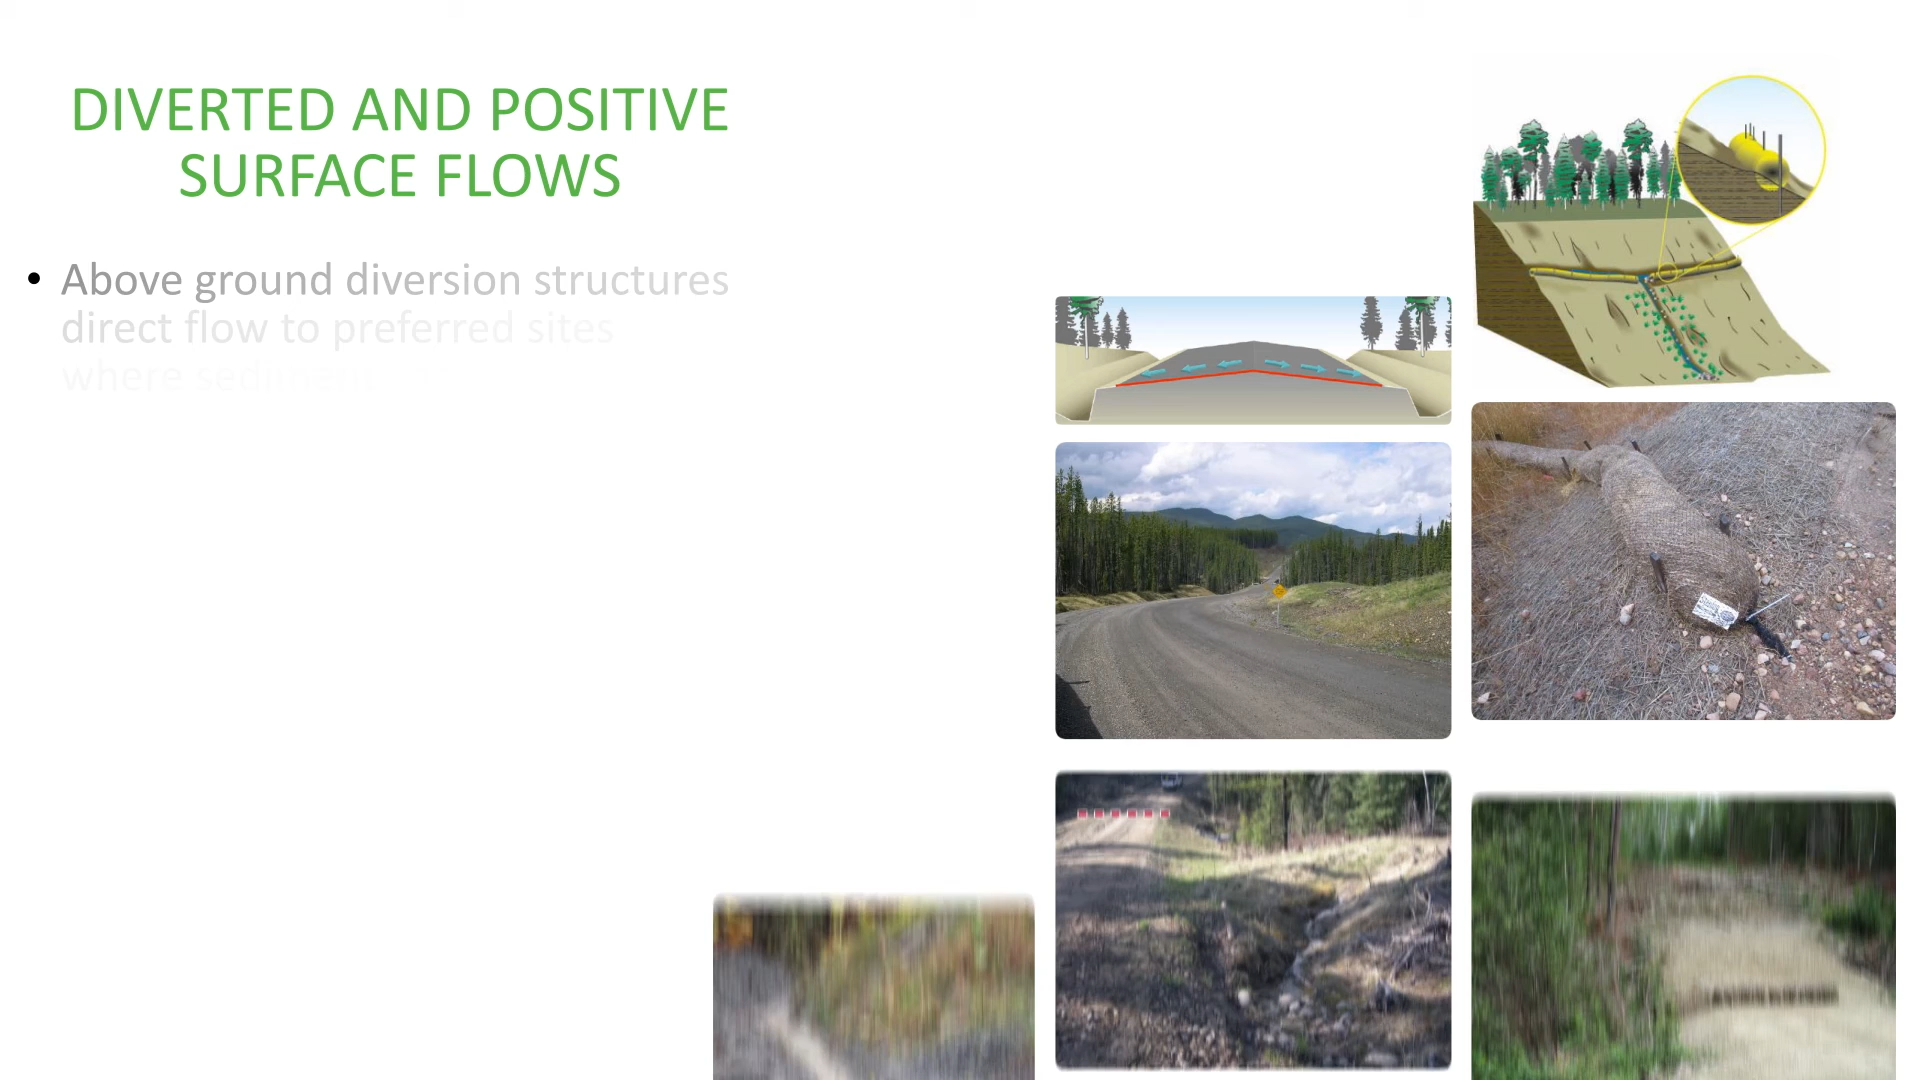 DIVERTED AND POSITIVE
SURFACE FLOWS
• Above ground diversion structures
direct flow to preferred sites
where sediment